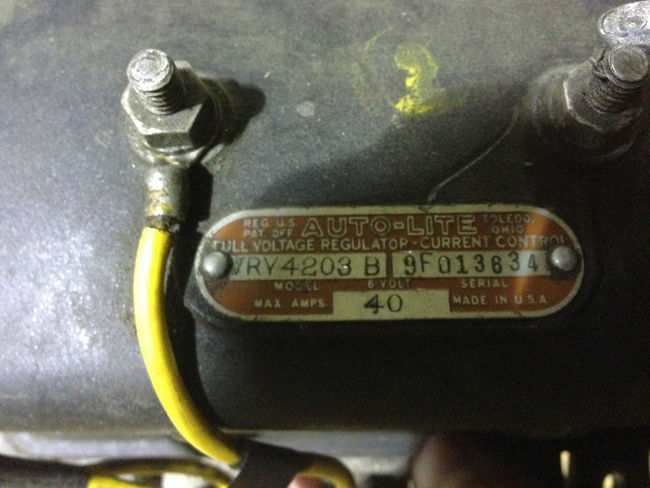 REG. U.S. PAT. OFF. AUTO-LITE TOLEDO, OHIO
FULL VOLTAGE REGULATOR-CURRENT CONTROL
VRY4203 B 9F013634
MODEL 6 VOLT SERIAL
MAX. AMPS. 40 MADE IN U.S.A.